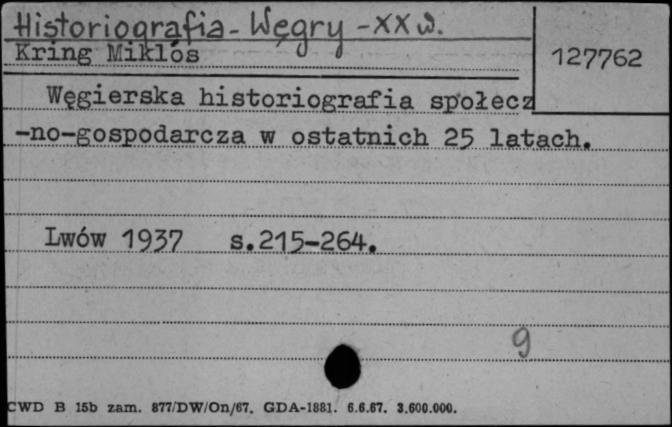 Historiografia - Węgry - XX w.
Kring Miklós
127762
Węgierska historiografia społecz
-no-gospodarcza w ostatnich 25 latach.
Lwów 1937 s.215-264.
9
CWD B 15b zam. 877/DW/On/67. GDA-1881. 6.6.67. 3.600.000.